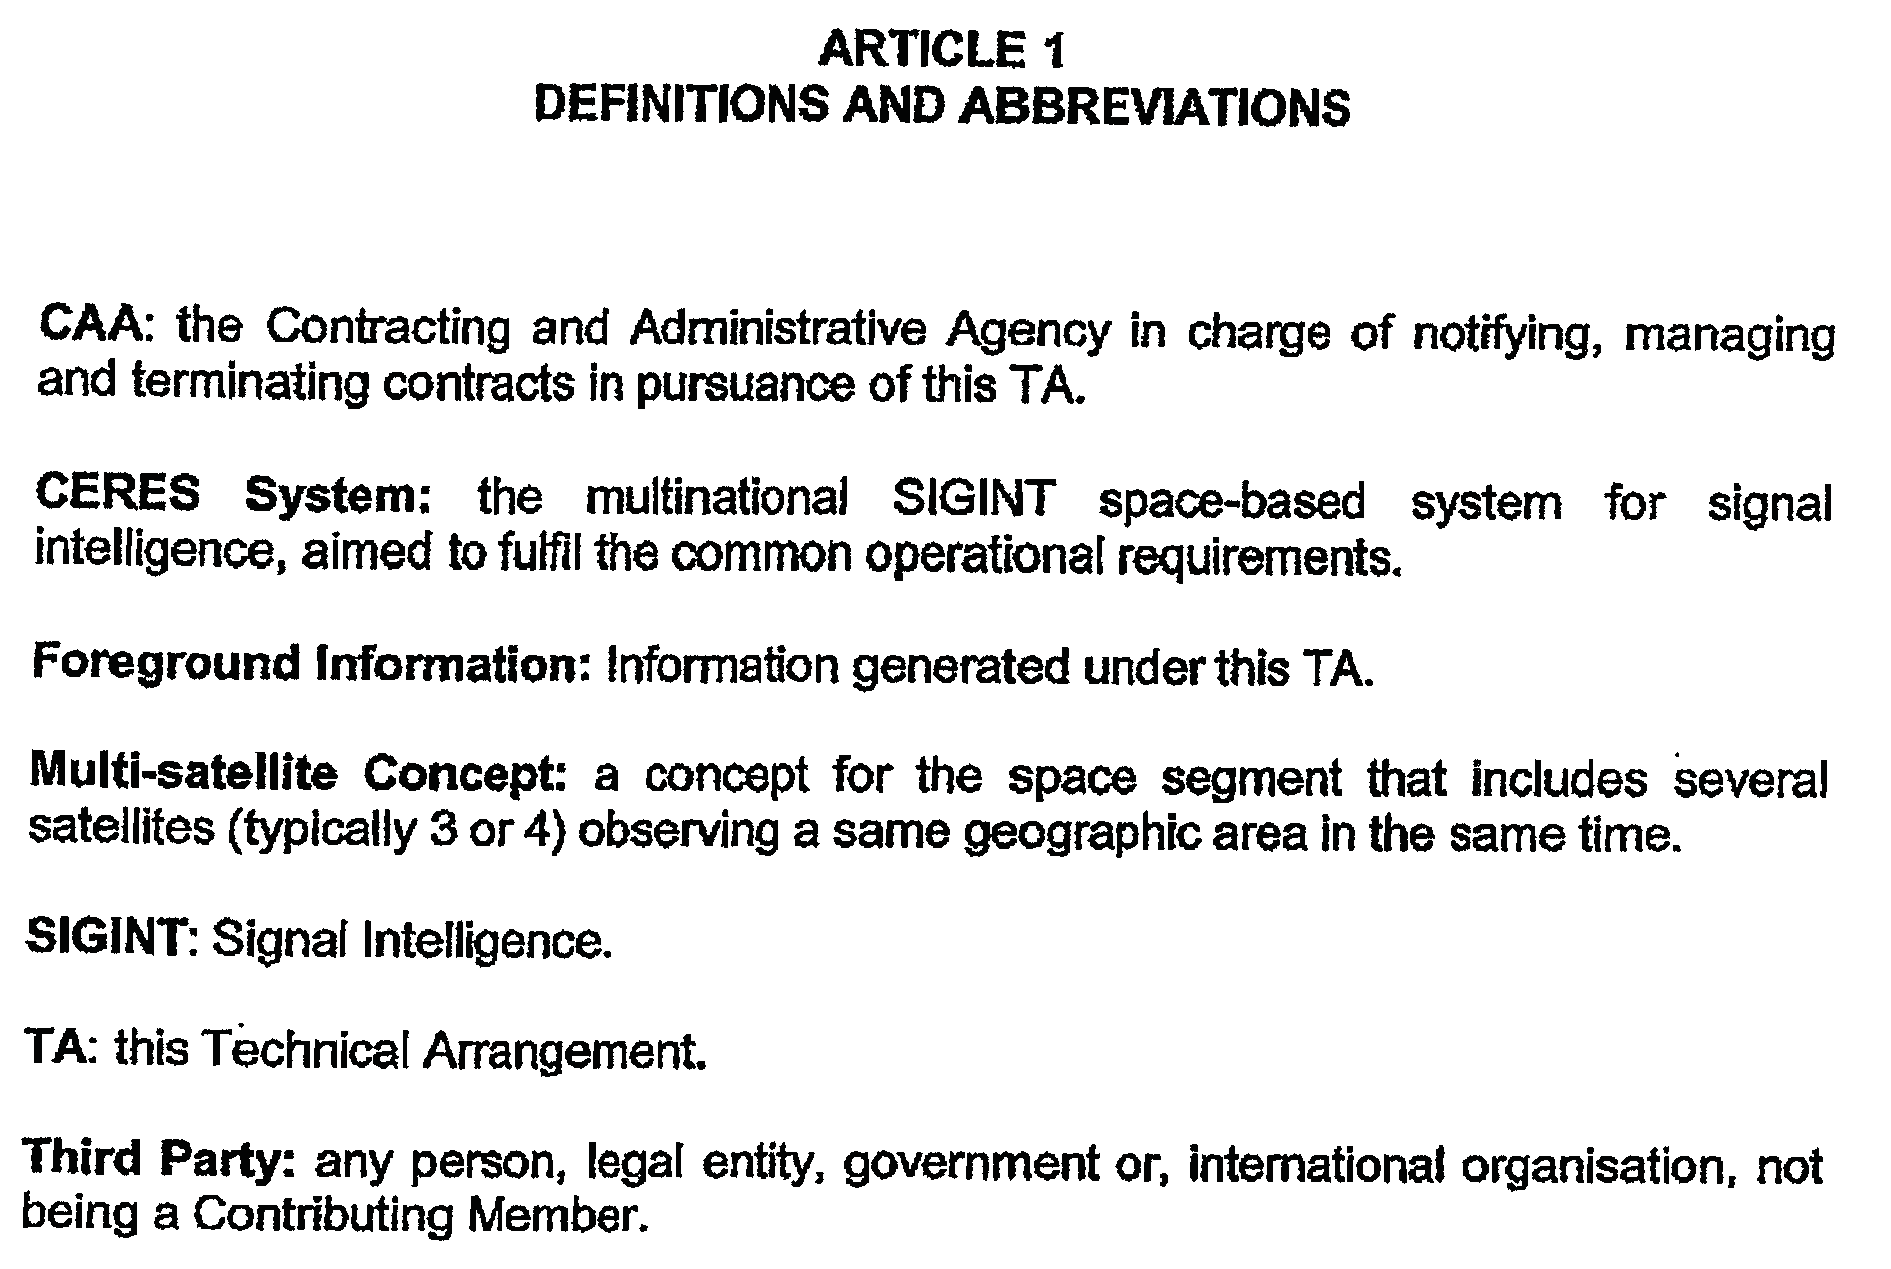 ARTICLE 1
DEFINITIONS AND ABBREVIATIONS
CAA: the Contracting and Administrative Agency in charge of notifying, managing
and terminating contracts in pursuance of this TA.
CERES System: the multinational SIGINT space-based system for signal
intelligence, aimed to fulfil the common operational requirements.
Foreground Information: Information generated under this TA.
Multi-satellite Concept: a concept for the space segment that includes several
satellites (typically 3 or 4) observing a same geographic area in the same time.
SIGINT: Signal Intelligence.
TA: this Technical Arrangement.
Third Party: any person, legal entity, government or, international organisation, not
being a Contributing Member.